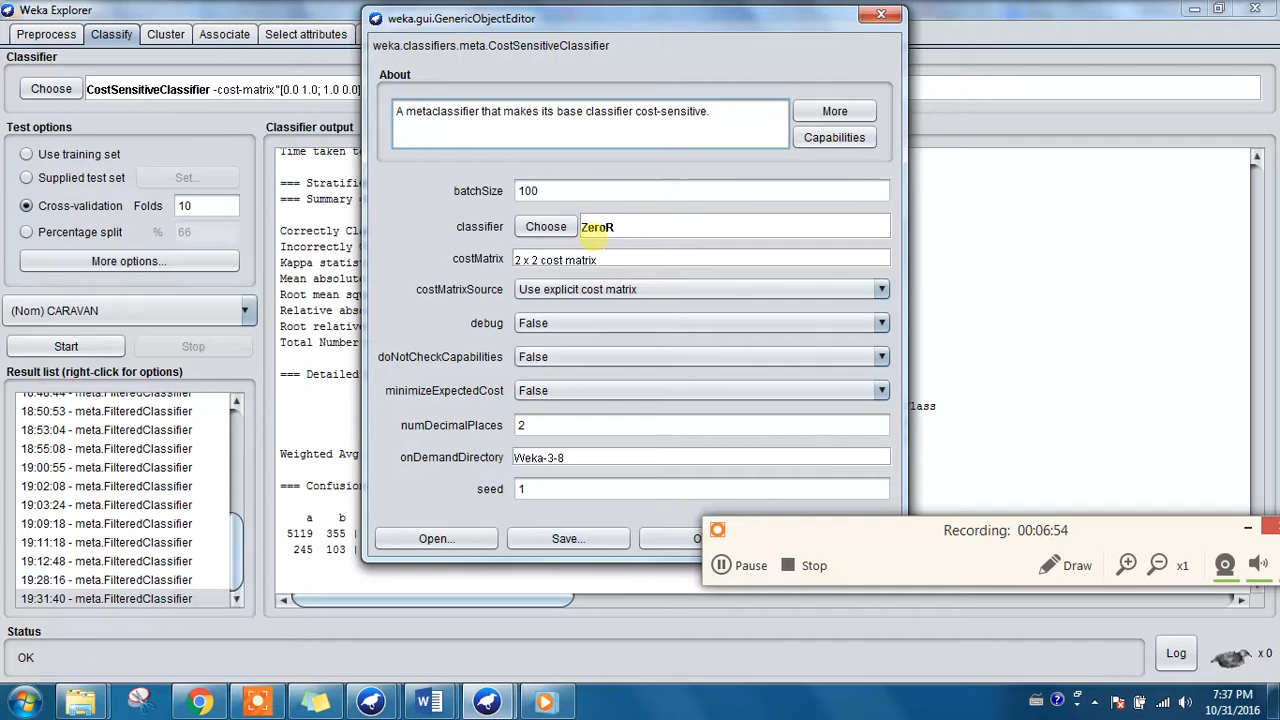 Weka Explorer
weka.gui.GenericObjectEditor
Preprocess Classify Cluster Associate Select attributes
weka.classifiers.meta.CostSensitiveClassifier
Classifier
About
Choose CostSensitiveClassifier -cost-matrix "[0.0 1.0; 1.0 0.0]
A metaclassifier that makes its base classifier cost-sensitive.
More
Capabilities
Test options
Use training set
Supplied test set Set...
Cross-validation Folds 10
Percentage split % 66
More options...
(Nom) CARAVAN
Start Stop
Result list (right-click for options)
18:48:44 - meta.FilteredClassifier
18:50:53 - meta.FilteredClassifier
18:53:04 - meta.FilteredClassifier
18:55:08 - meta.FilteredClassifier
19:00:55 - meta.FilteredClassifier
19:02:08 - meta.FilteredClassifier
19:03:24 - meta.FilteredClassifier
19:09:18 - meta.FilteredClassifier
19:11:18 - meta.FilteredClassifier
19:12:48 - meta.FilteredClassifier
19:28:16 - meta.FilteredClassifier
19:31:40 - meta.FilteredClassifier
Classifier output
Time taken t
=== Stratifi
=== Summary
Correctly Cl
Incorrectly
Kappa statis
Mean absolut
Root mean sq
Relative abs
Root relativ
Total Number
=== Detailed
lass
Weighted Avg
=== Confusio
a b
5119 355 |
245 103 |
batchSize 100
classifier Choose ZeroR
costMatrix 2 x 2 cost matrix
costMatrixSource Use explicit cost matrix
debug False
doNotCheckCapabilities False
minimizeExpectedCost False
numDecimalPlaces 2
onDemandDirectory Weka-3-8
seed 1
Open... Save... O
Recording: 00:06:54
Pause Stop Draw x1
Status
OK
Log x 0
7:37 PM
10/31/2016